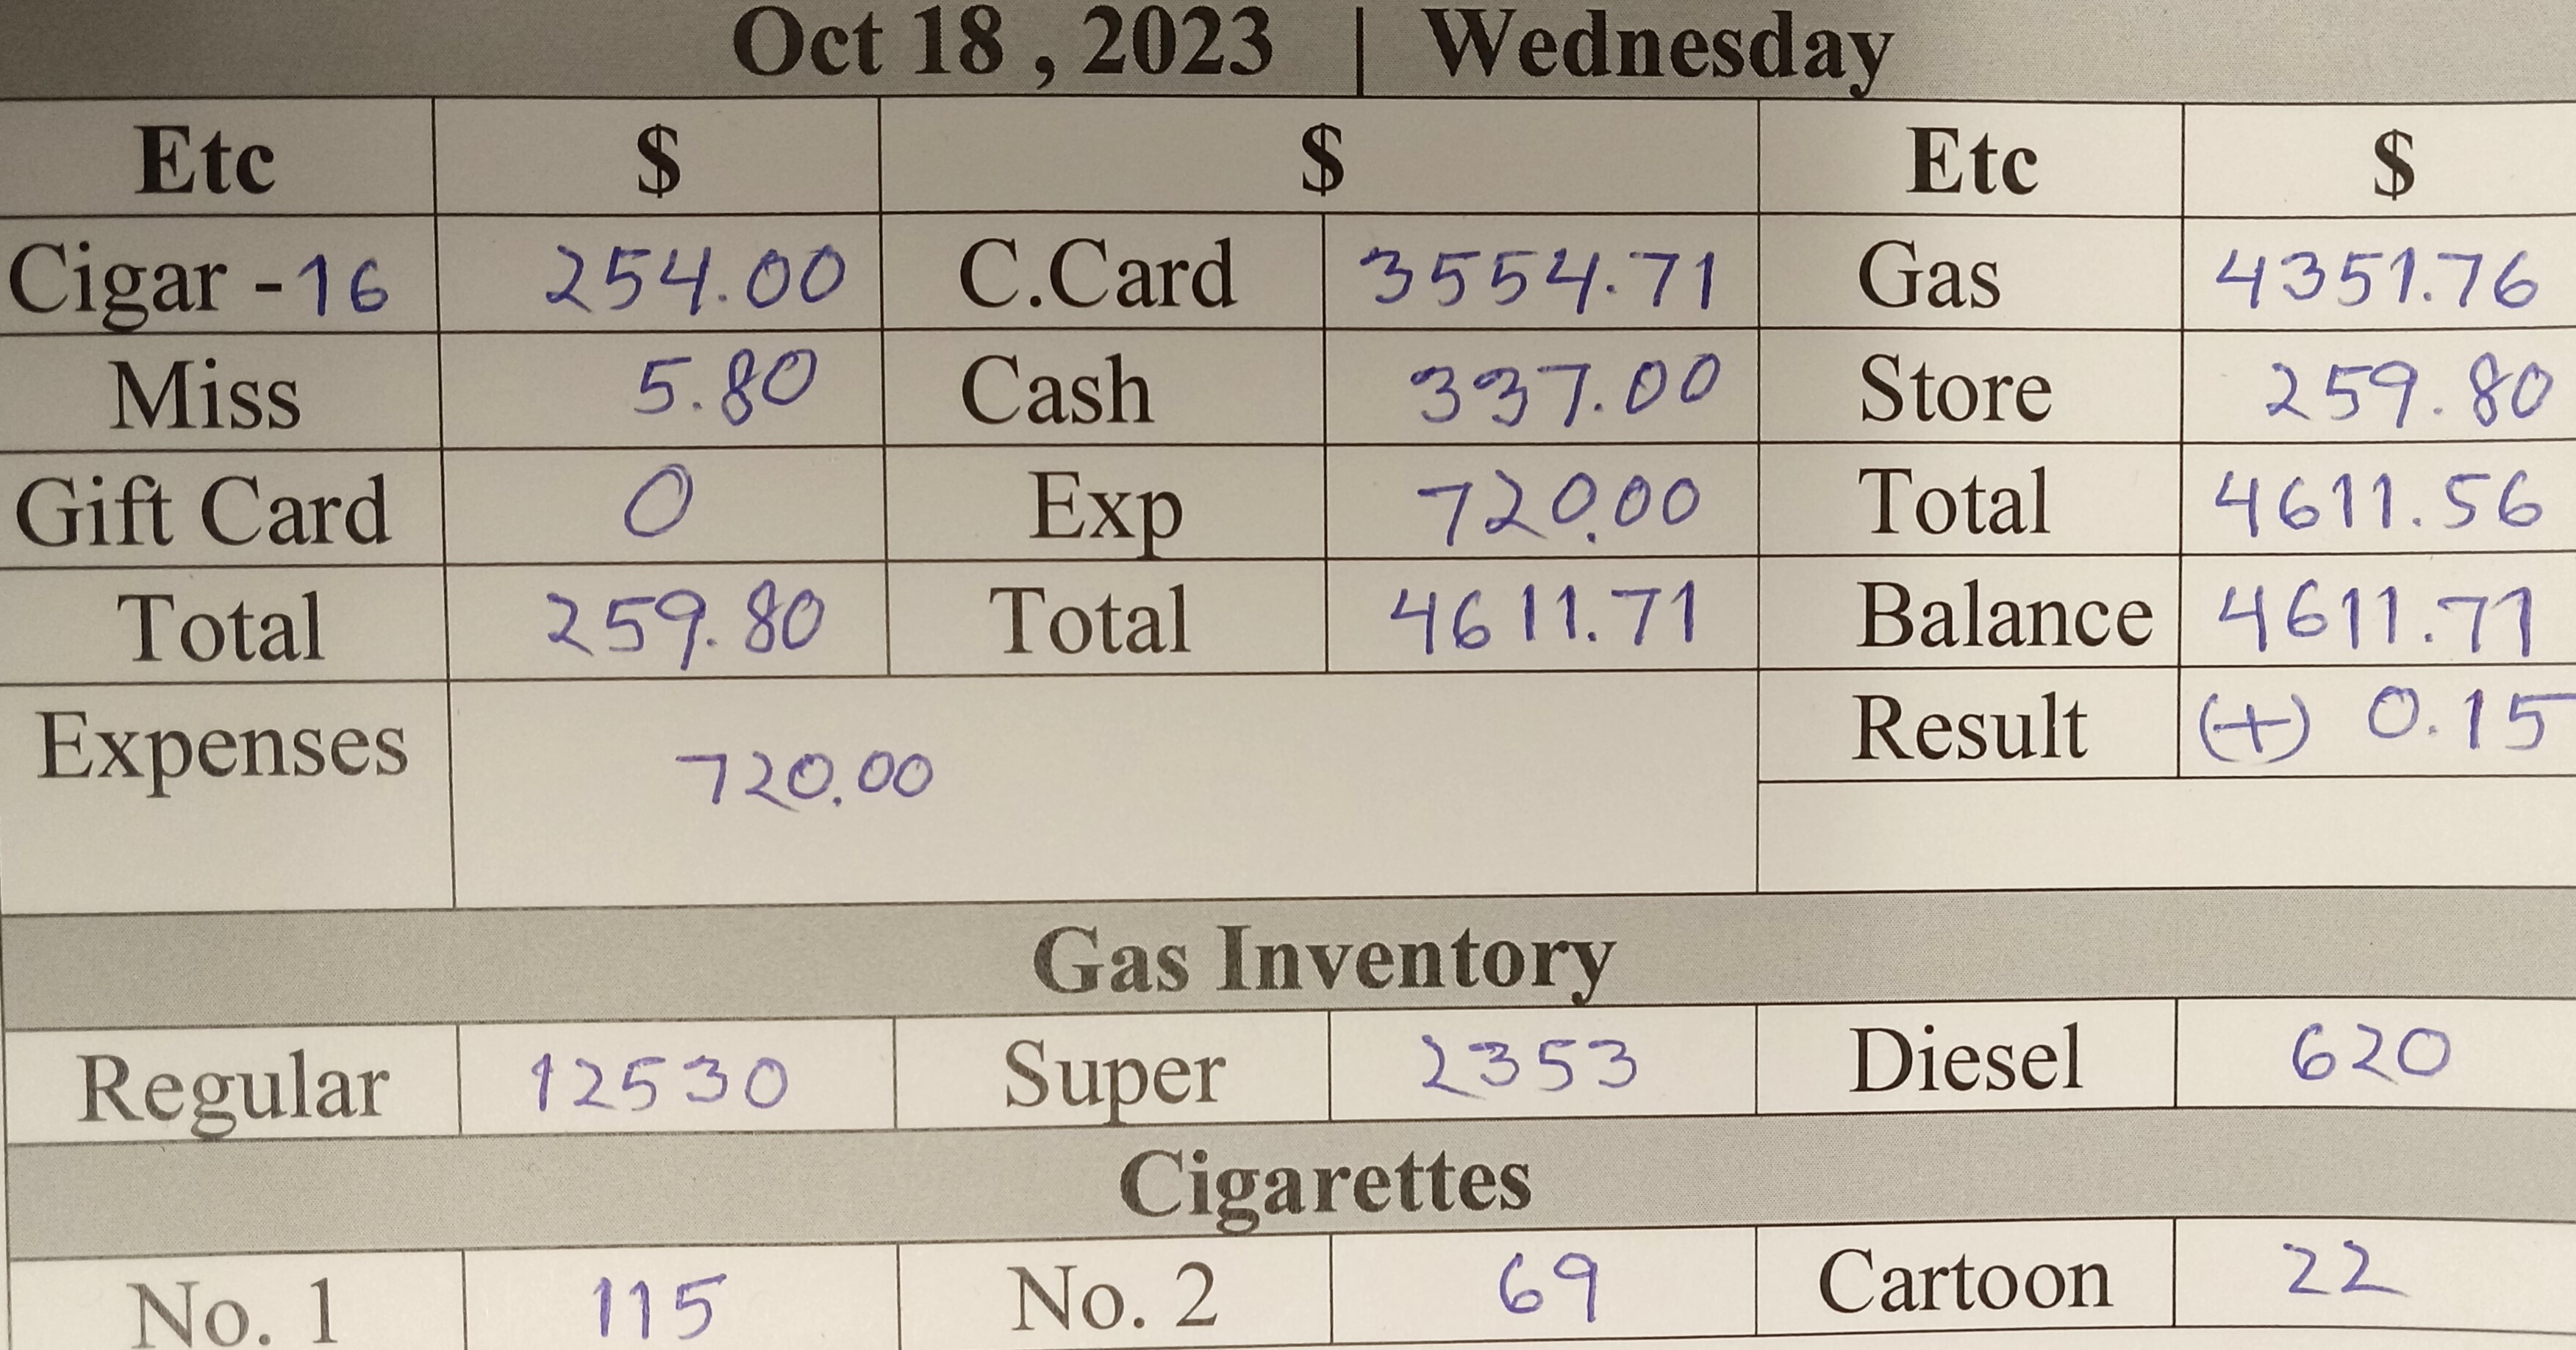 Oct 18 , 2023 | Wednesday
Etc $ $ Etc $
Cigar - 16 254.00 C.Card 3554.71 Gas 4351.76
Miss 5.80 Cash 337.00 Store 259.80
Gift Card 0 Exp 720.00 Total 4611.56
Total 259.80 Total 4611.71 Balance 4611.71
Expenses 720.00 Result (+) 0.15
Gas Inventory
Regular 12530 Super 2353 Diesel 620
Cigarettes
No. 1 115 No. 2 69 Cartoon 22